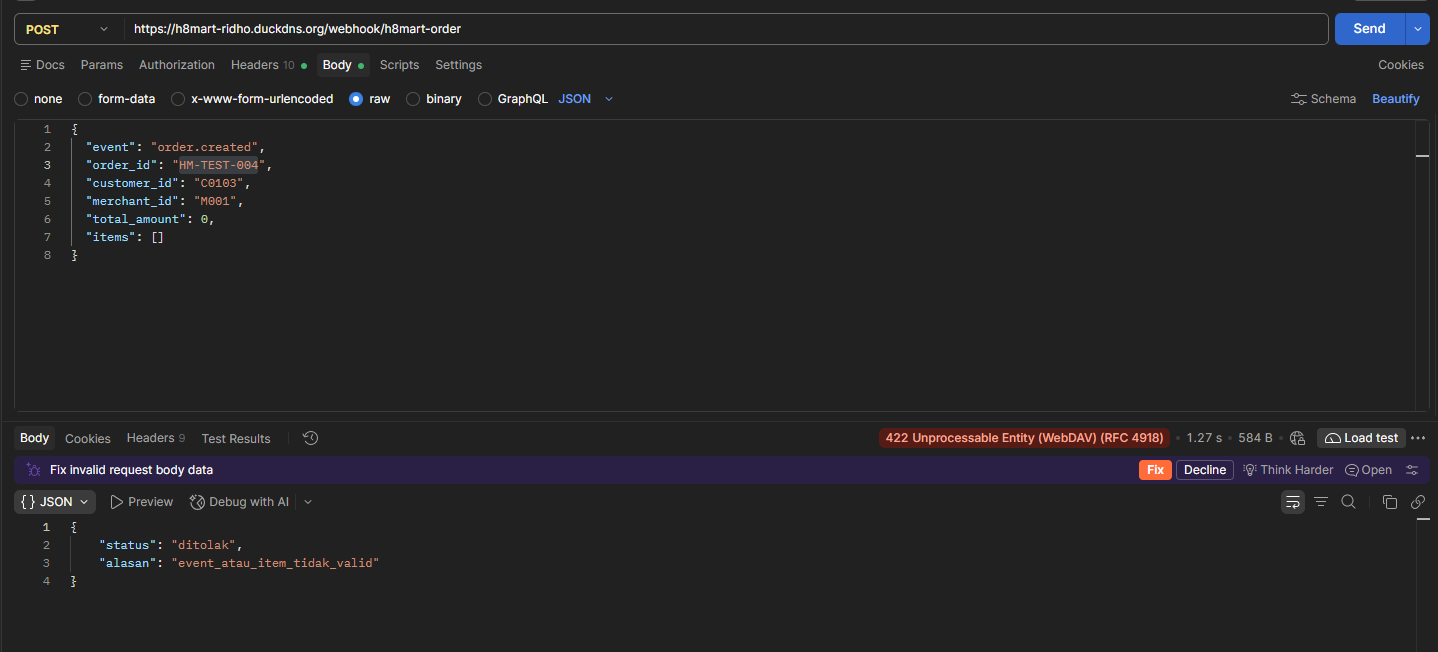 POST https://h8mart-ridho.duckdns.org/webhook/h8mart-order Send
Docs Params Authorization Headers 10 Body Scripts Settings Cookies
none form-data x-www-form-urlencoded raw binary GraphQL JSON Schema Beautify
1 {
2 "event": "order.created",
3 "order_id": "HM-TEST-004",
4 "customer_id": "C0103",
5 "merchant_id": "M001",
6 "total_amount": 0,
7 "items": []
8 }
Body Cookies Headers 9 Test Results 422 Unprocessable Entity (WebDAV) (RFC 4918) • 1.27 s • 584 B • Load test
Fix invalid request body data Fix Decline Think Harder Open
{} JSON Preview Debug with AI
1 {
2 "status": "ditolak",
3 "alasan": "event_atau_item_tidak_valid"
4 }